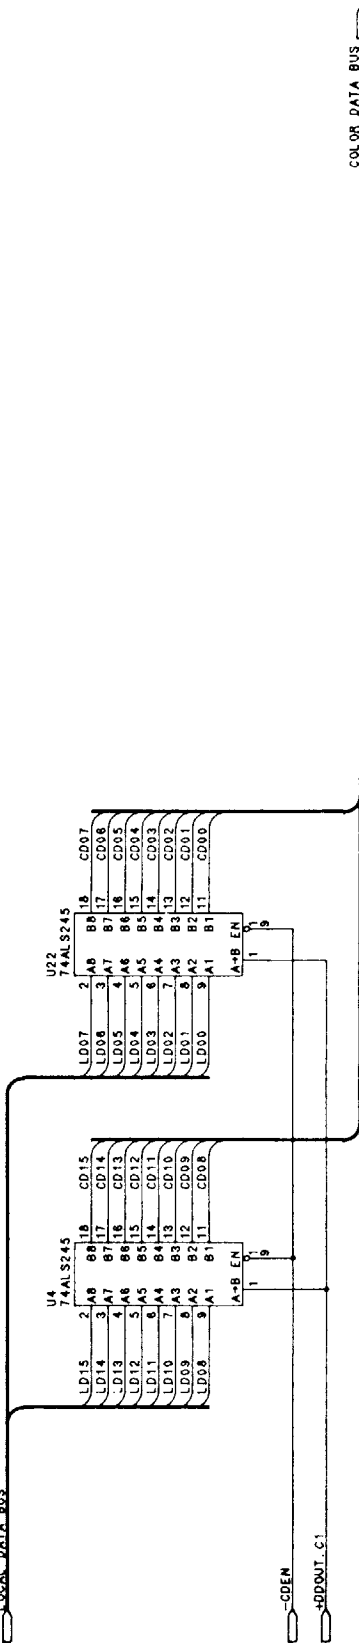 LOCAL DATA BUS
U4
74ALS245
LD15 2 A8 B8 18 CD15
LD14 3 A7 B7 17 CD14
LD13 4 A6 B6 16 CD13
LD12 5 A5 B5 15 CD12
LD11 6 A4 B4 14 CD11
LD10 7 A3 B3 13 CD10
LD09 8 A2 B2 12 CD09
LD08 9 A1 B1 11 CD08
A→B EN
1 19
U22
74ALS245
LD07 2 A8 B8 18 CD07
LD06 3 A7 B7 17 CD06
LD05 4 A6 B6 16 CD05
LD04 5 A5 B5 15 CD04
LD03 6 A4 B4 14 CD03
LD02 7 A3 B3 13 CD02
LD01 8 A2 B2 12 CD01
LD00 9 A1 B1 11 CD00
A→B EN
1 19
-CDEN
+DDOUT.C1
COLOR DATA BUS